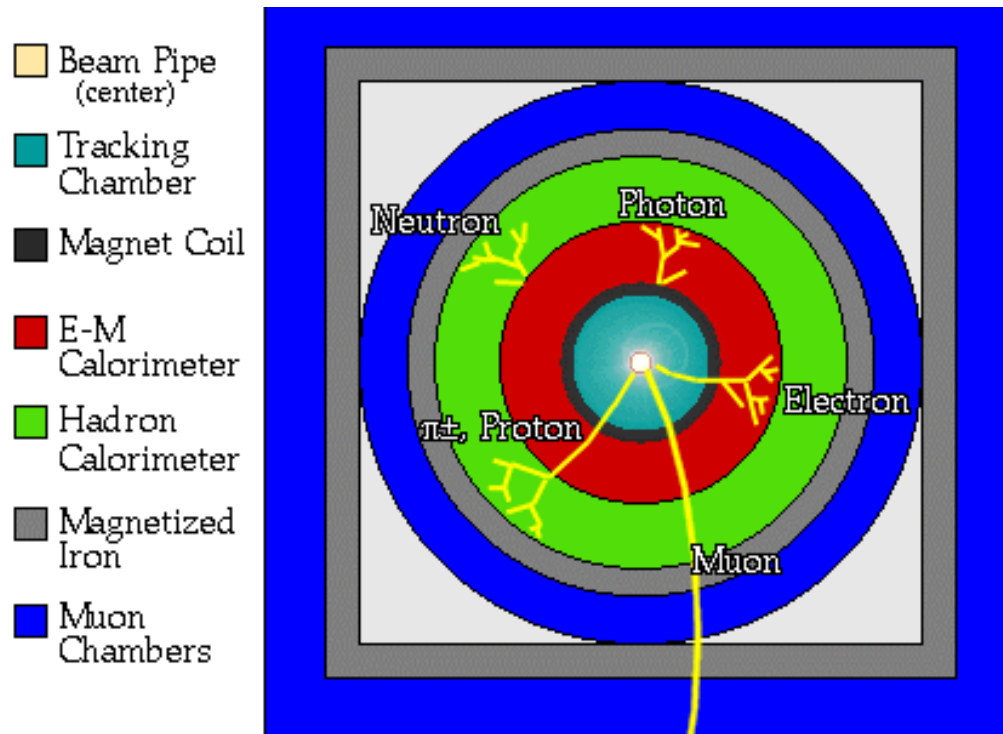 Beam Pipe
(center)
Tracking
Chamber
Magnet Coil
E-M
Calorimeter
Hadron
Calorimeter
Magnetized
Iron
Muon
Chambers
Neutron
Photon
Electron
π±, Proton
Muon